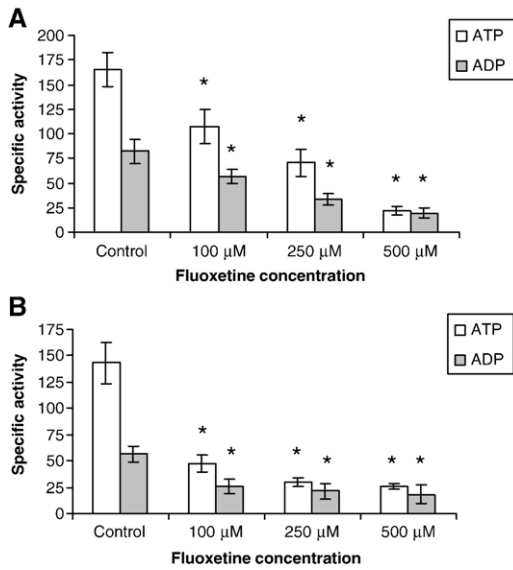 A
ATP
ADP
Specific activity
200
175
150
125
100
75
50
25
0
* * * * * *
Control 100 μM 250 μM 500 μM
Fluoxetine concentration
B
ATP
ADP
Specific activity
175
150
125
100
75
50
25
0
* * * * * *
Control 100 μM 250 μM 500 μM
Fluoxetine concentration